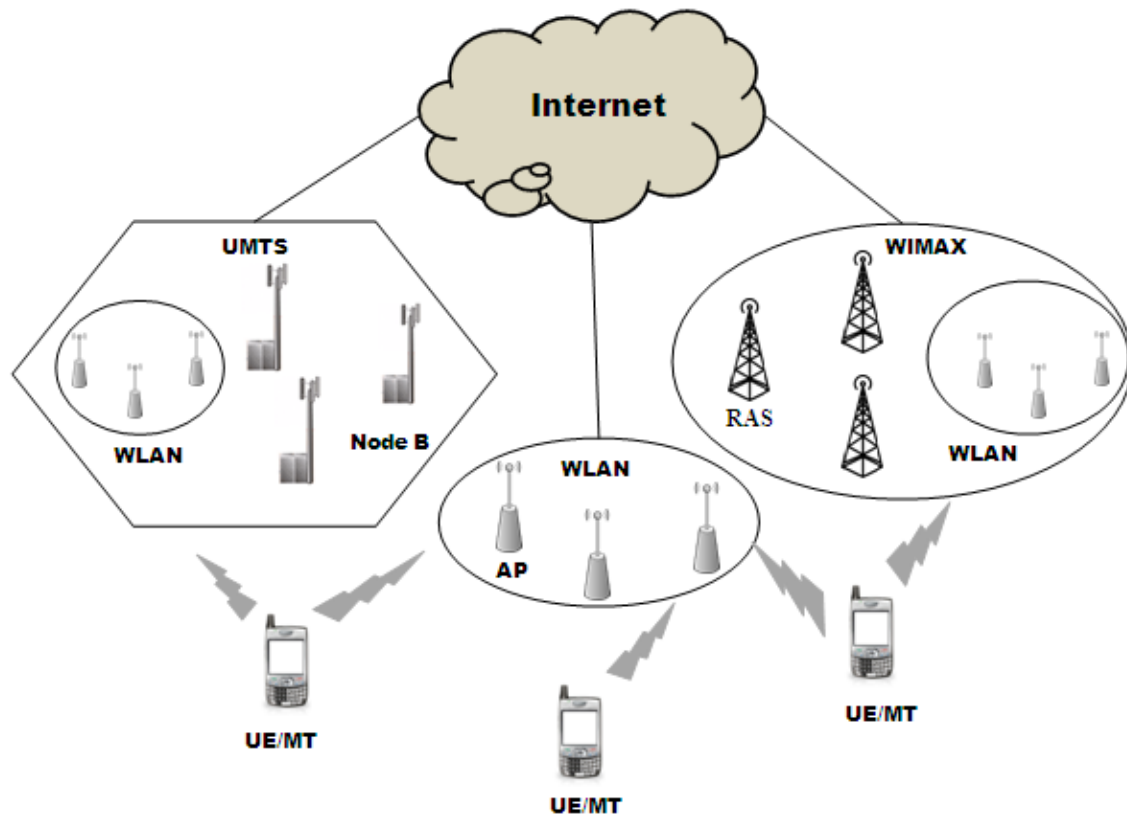 Internet
UMTS
WIMAX
RAS
Node B
WLAN
WLAN
WLAN
AP
UE/MT
UE/MT
UE/MT